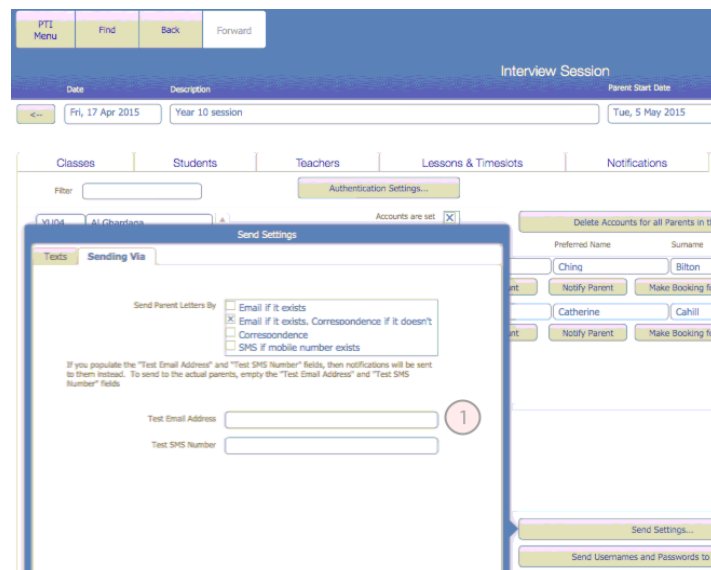 PTI
Menu
Find
Back
Forward
Interview Session
Date
Description
Parent Start Date
<--
Fri, 17 Apr 2015
Year 10 session
Tue, 5 May 2015
Classes
Students
Teachers
Lessons & Timeslots
Notifications
Filter
Authentication Settings...
YU04
Al Ghardaqa
Accounts are set
Delete Accounts for all Parents in th
Send Settings
Preferred Name
Surname
Texts
Sending Via
Ching
Bilton
unt
Notify Parent
Make Booking fo
Send Parent Letters By
Email if it exists
Email if it exists. Correspondence if it doesn't
Correspondence
SMS if mobile number exists
Catherine
Cahill
unt
Notify Parent
Make Booking fo
If you populate the "Test Email Address" and "Test SMS Number" fields, then notifications will be sent
to them instead. To send to the actual parents, empty the "Test Email Address" and "Test SMS
Number" fields
Test Email Address
1
Test SMS Number
Send Settings...
Send Usernames and Passwords to